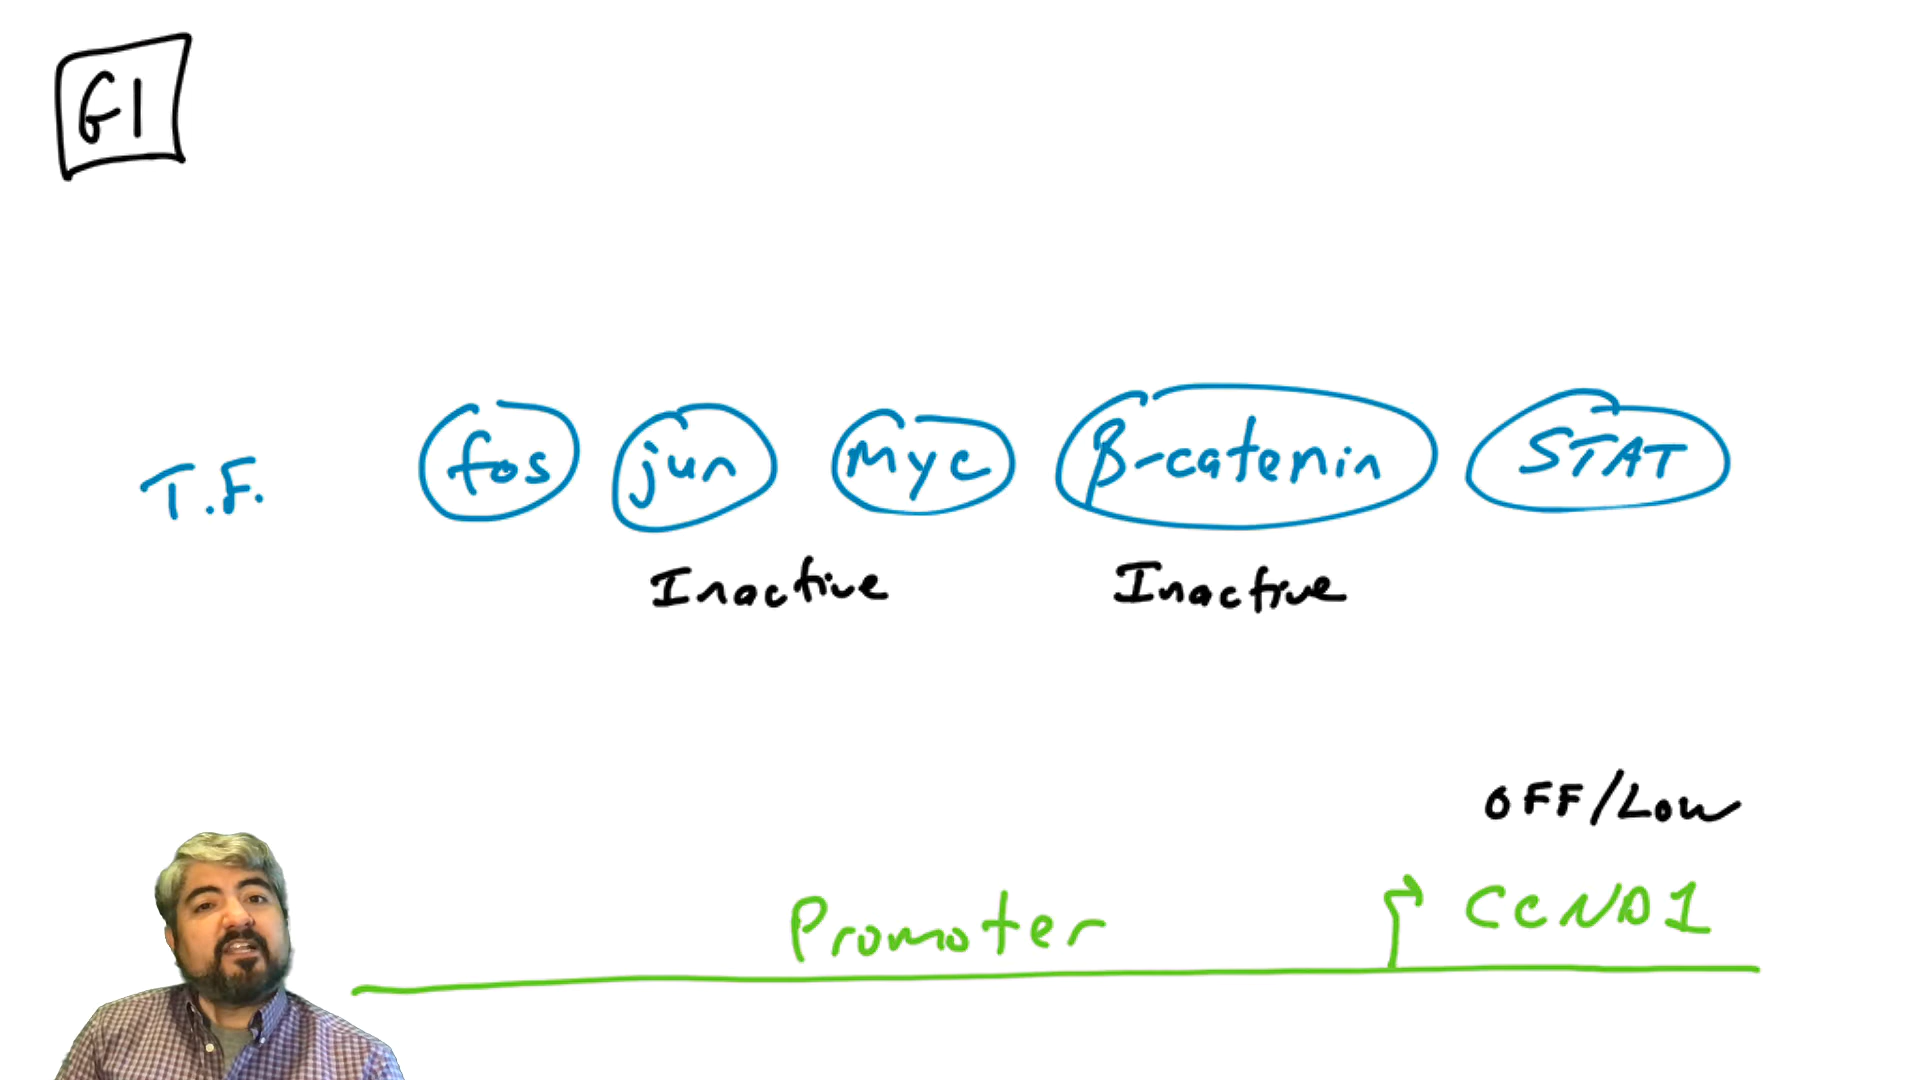 G1
T.F. fos jun myc β-catenin STAT
Inactive Inactive
OFF/Low
Promoter CCND1